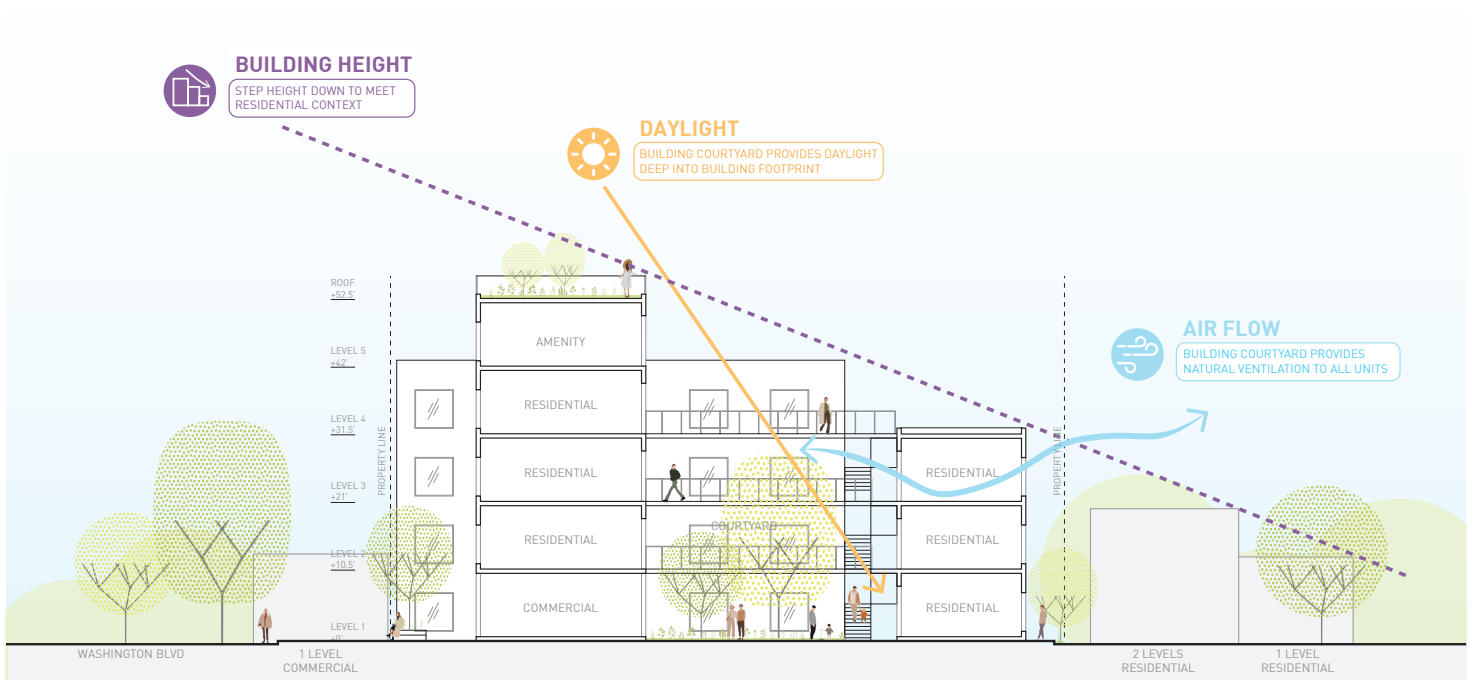 BUILDING HEIGHT
STEP HEIGHT DOWN TO MEET
RESIDENTIAL CONTEXT
DAYLIGHT
BUILDING COURTYARD PROVIDES DAYLIGHT
DEEP INTO BUILDING FOOTPRINT
AIR FLOW
BUILDING COURTYARD PROVIDES
NATURAL VENTILATION TO ALL UNITS
ROOF
+52.5'
LEVEL 5
+42'
LEVEL 4
+31.5'
LEVEL 3
+21'
LEVEL 2
+10.5'
LEVEL 1
+0'
PROPERTY LINE
AMENITY
RESIDENTIAL
RESIDENTIAL
RESIDENTIAL
COMMERCIAL
COURTYARD
RESIDENTIAL
RESIDENTIAL
RESIDENTIAL
PROPERTY LINE
WASHINGTON BLVD
1 LEVEL
COMMERCIAL
2 LEVELS
RESIDENTIAL
1 LEVEL
RESIDENTIAL